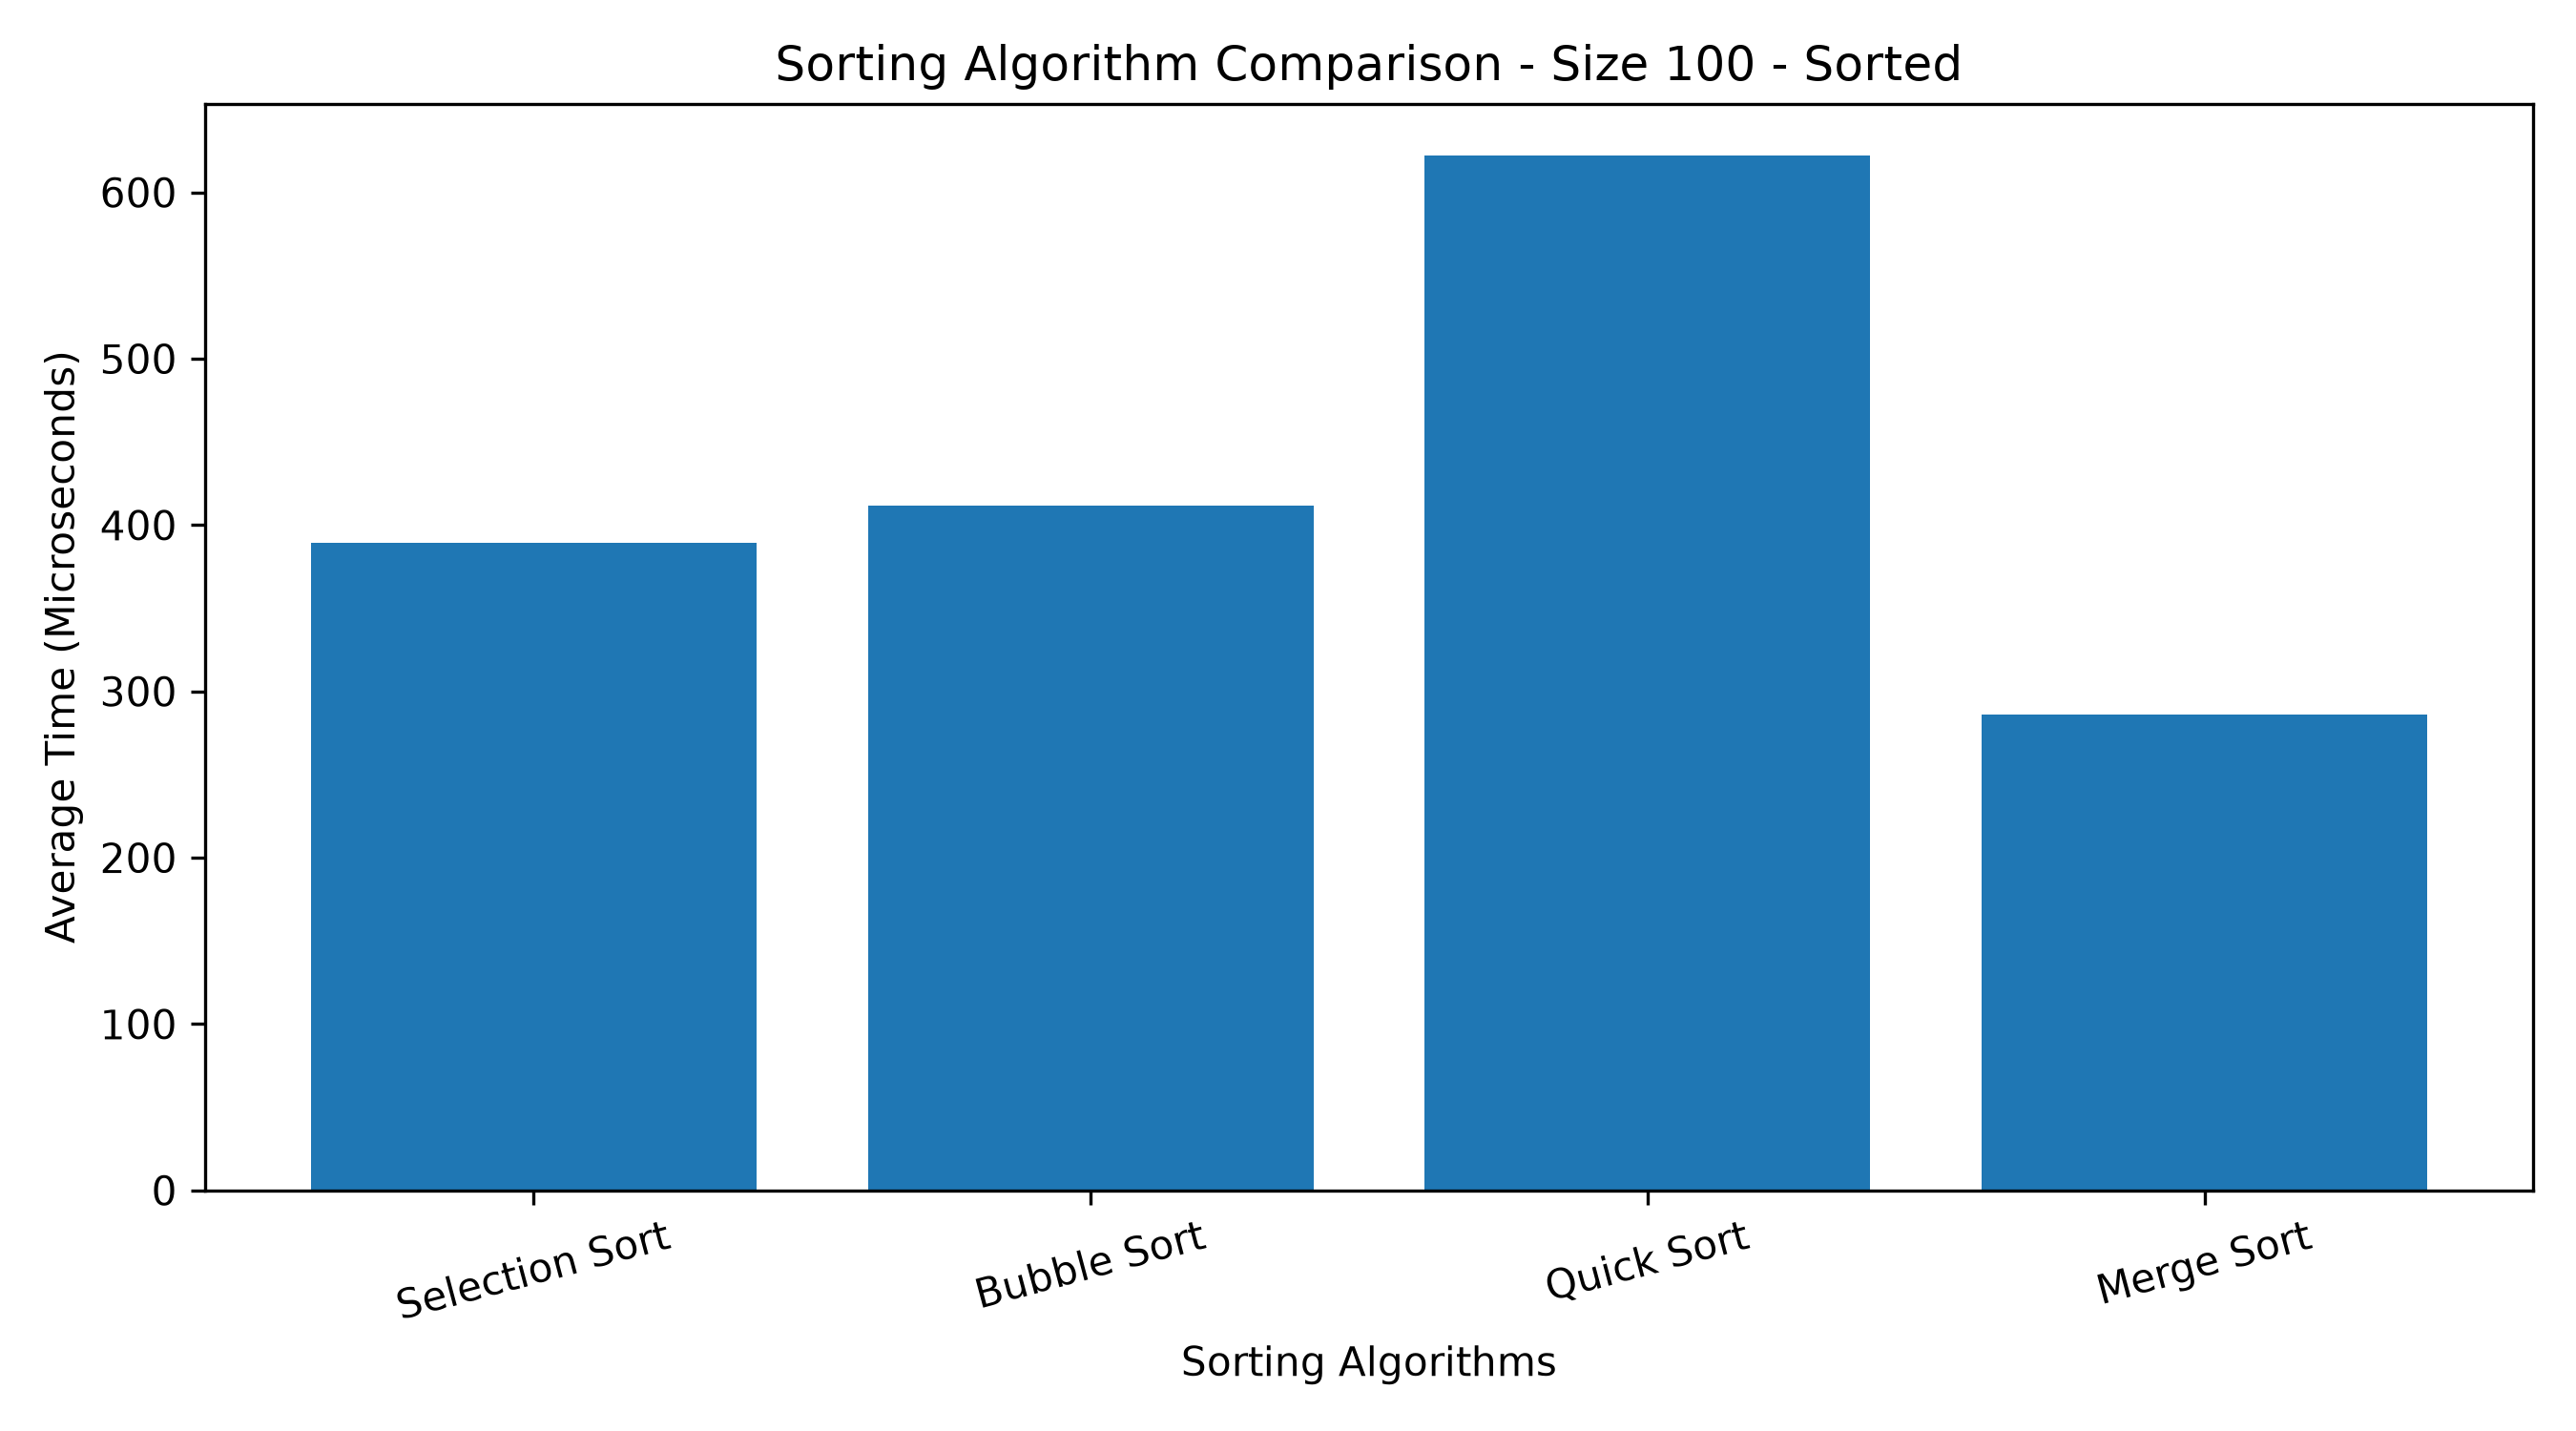 Sorting Algorithm Comparison - Size 100 - Sorted
Average Time (Microseconds)
600
500
400
300
200
100
0
Selection Sort
Bubble Sort
Quick Sort
Merge Sort
Sorting Algorithms